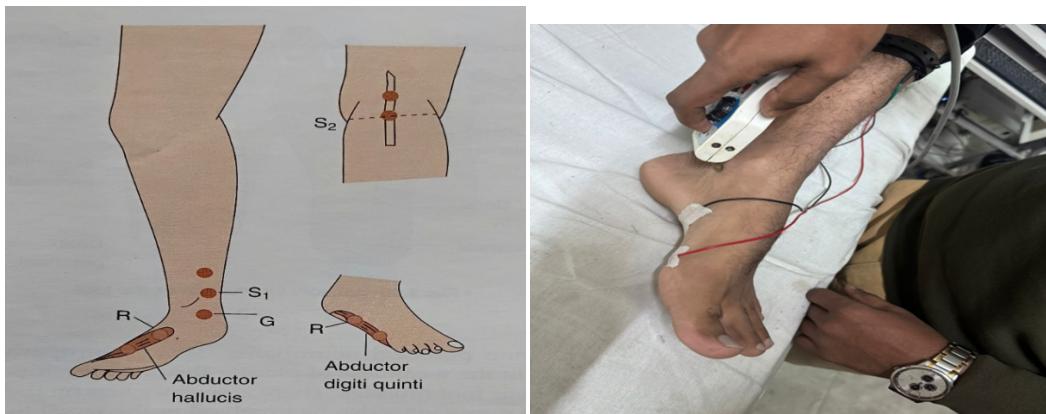 S2
S1
R
G
Abductor
hallucis
R
Abductor
digiti quinti